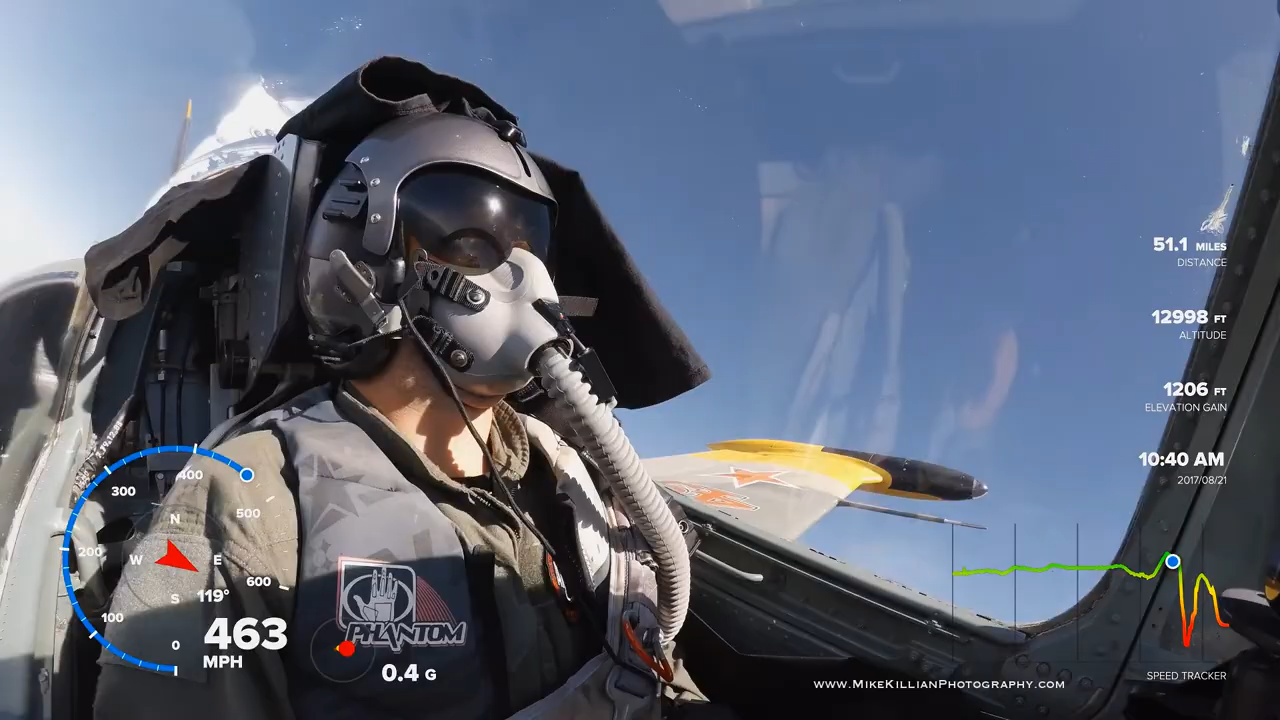 51.1 MILES
DISTANCE
12998 FT
ALTITUDE
1206 FT
ELEVATION GAIN
10:40 AM
2017/08/21
400
300
500
200
600
100
0
N
W
E
S
119°
463
MPH
PHANTOM
0.4 G
SPEED TRACKER
www.MikeKillianPhotography.com